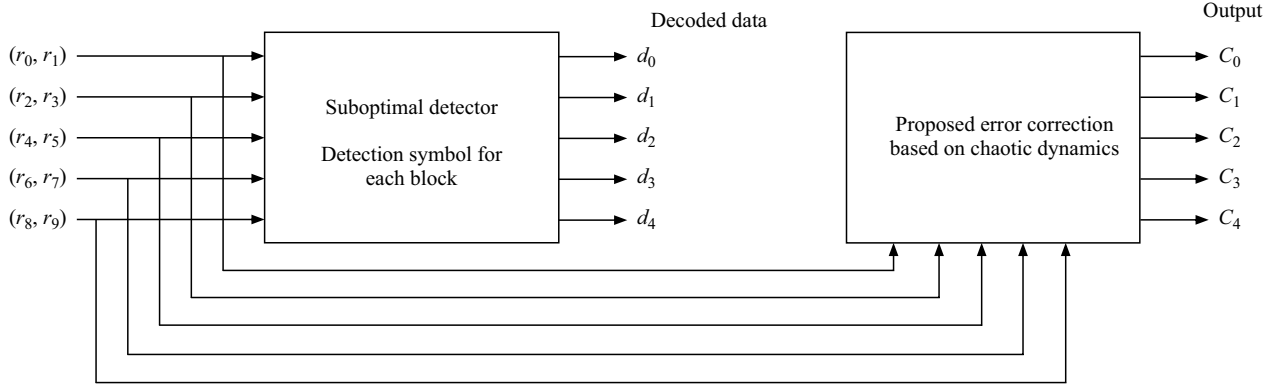 Decoded data
Output
(r₀, r₁)
(r₂, r₃)
(r₄, r₅)
(r₆, r₇)
(r₈, r₉)
Suboptimal detector
Detection symbol for
each block
d₀
d₁
d₂
d₃
d₄
Proposed error correction
based on chaotic dynamics
C₀
C₁
C₂
C₃
C₄